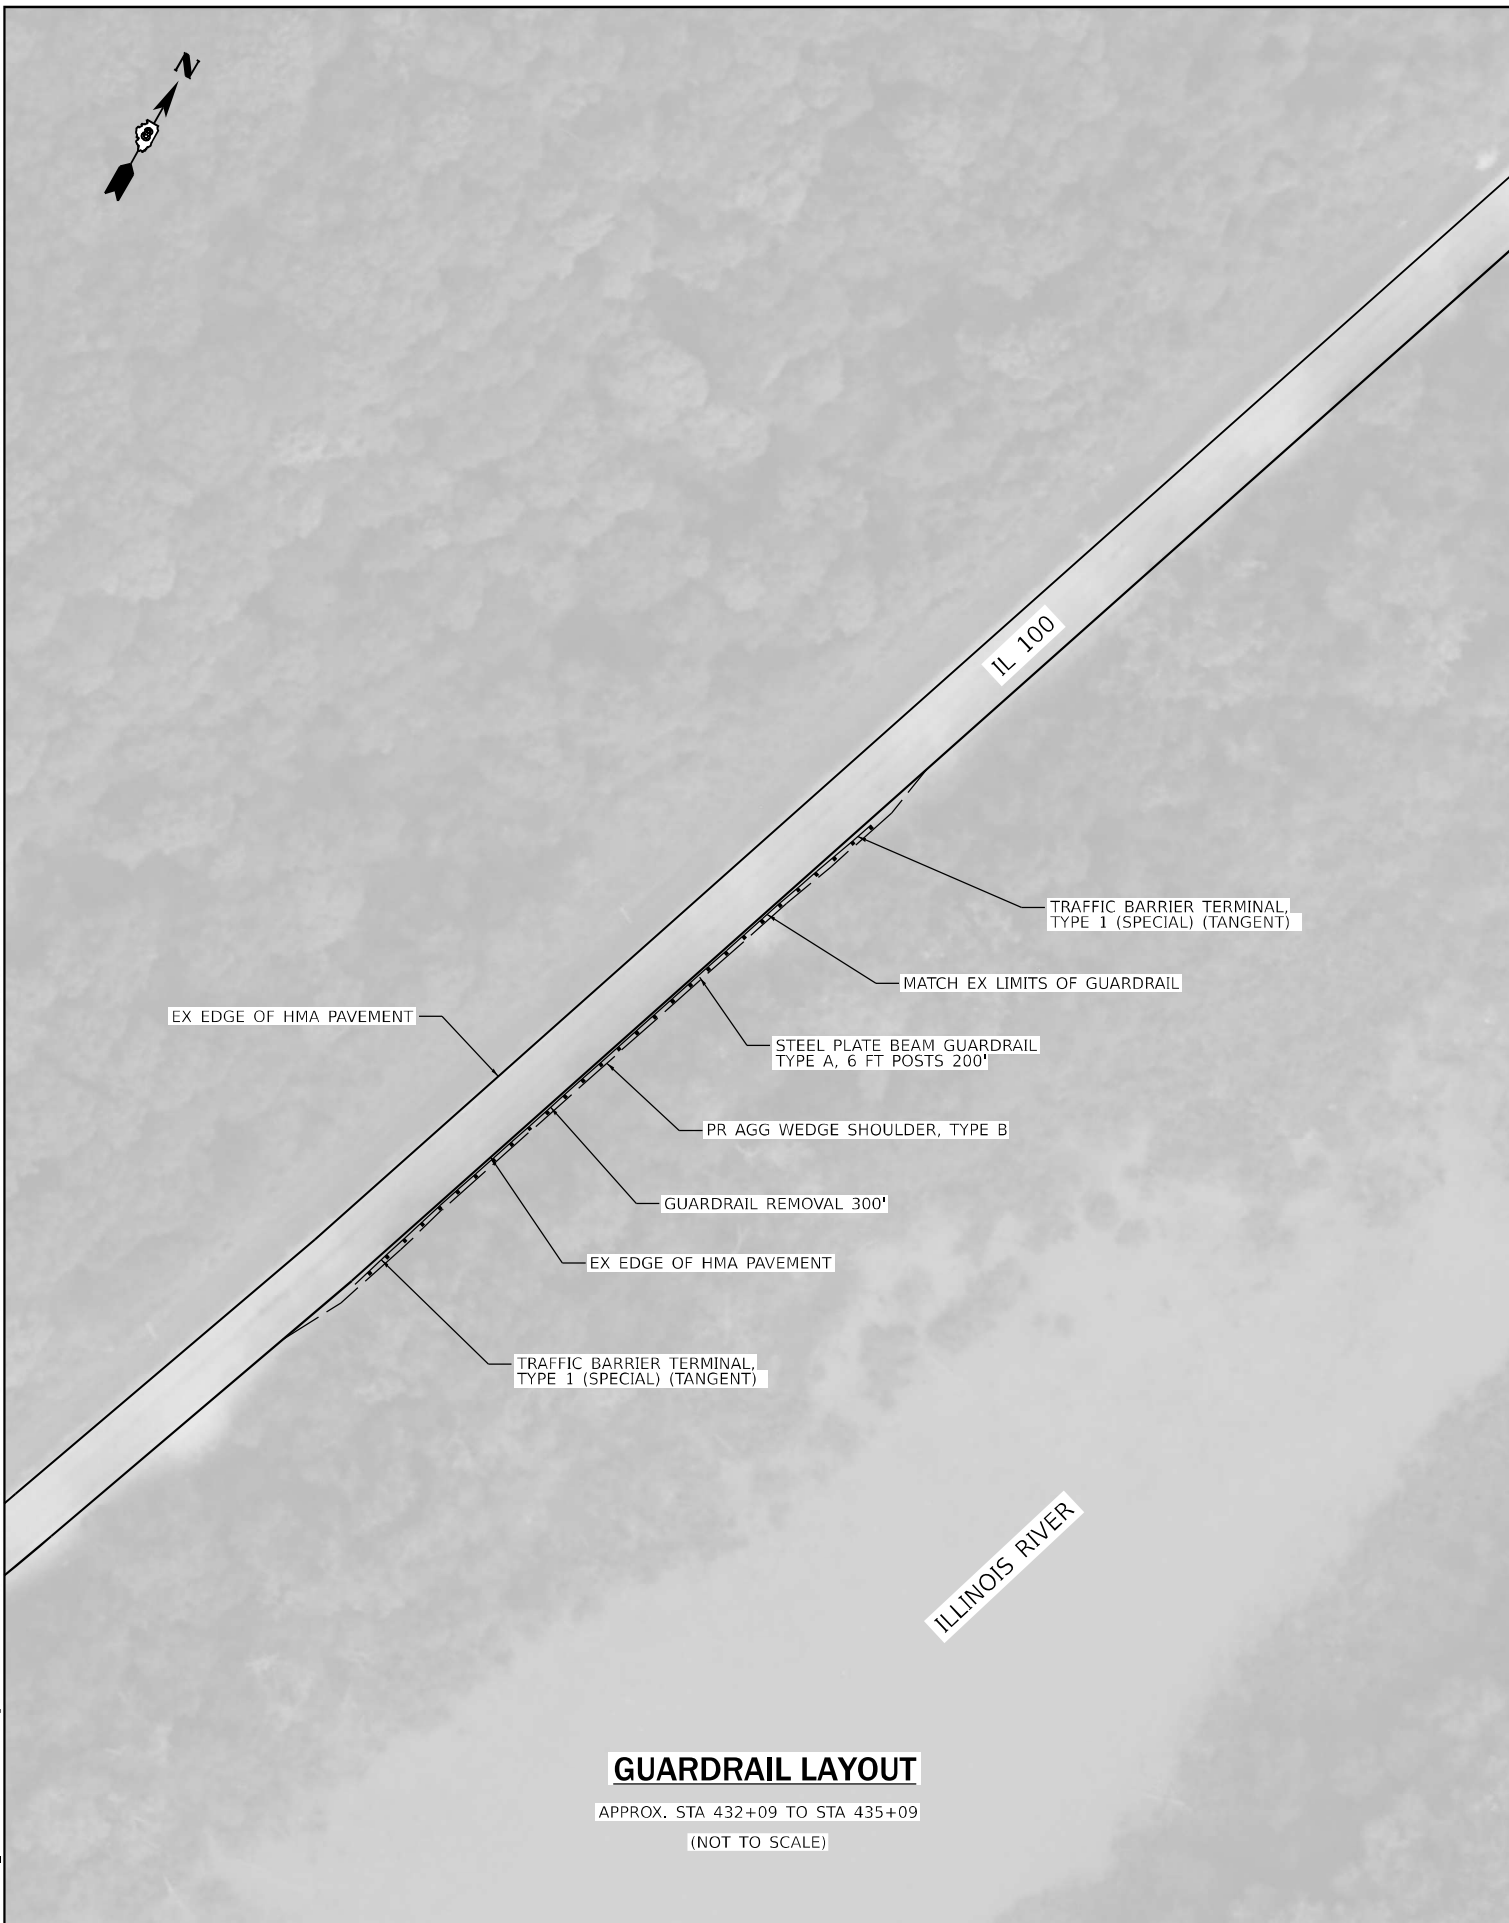 N
8
IL 100
TRAFFIC BARRIER TERMINAL,
TYPE 1 (SPECIAL) (TANGENT)
MATCH EX LIMITS OF GUARDRAIL
EX EDGE OF HMA PAVEMENT
STEEL PLATE BEAM GUARDRAIL
TYPE A, 6 FT POSTS 200'
PR AGG WEDGE SHOULDER, TYPE B
GUARDRAIL REMOVAL 300'
EX EDGE OF HMA PAVEMENT
TRAFFIC BARRIER TERMINAL,
TYPE 1 (SPECIAL) (TANGENT)
ILLINOIS RIVER
GUARDRAIL LAYOUT
APPROX. STA 432+09 TO STA 435+09
(NOT TO SCALE)